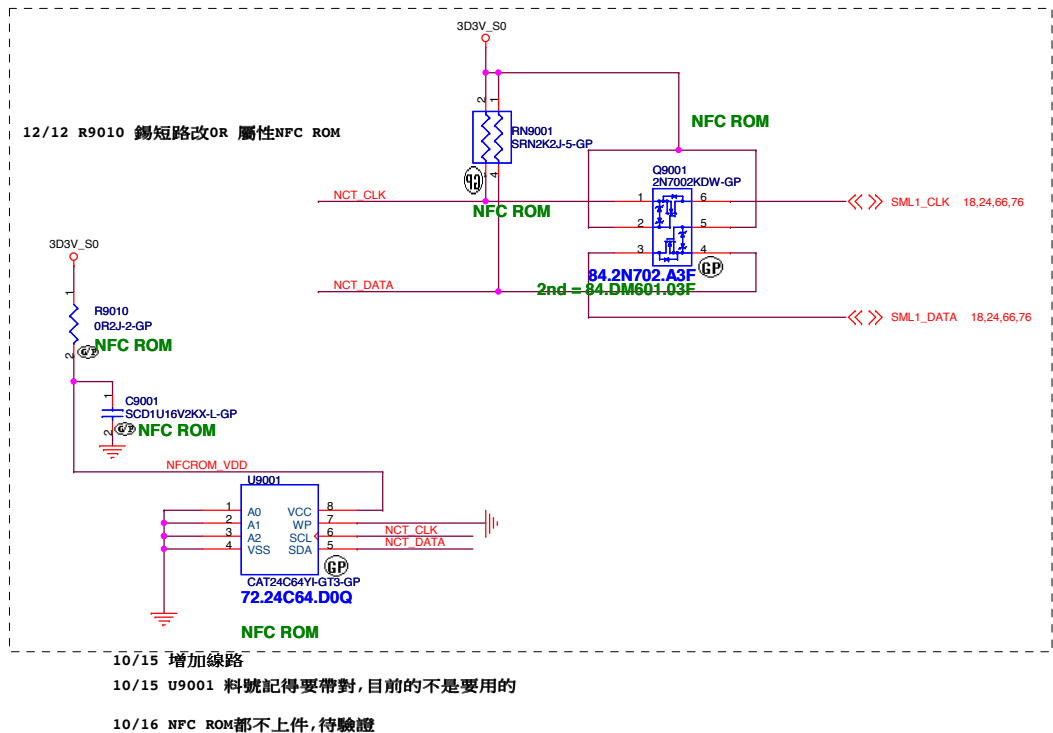 3D3V_S0
12/12 R9010 錫短路改0R 屬性NFC ROM
2
1
RN9001
SRN2K2J-5-GP
NFC ROM
3
4
NCT_CLK
NFC ROM
Q9001
2N7002KDW-GP
1
6
2
5
3
4
GP
SML1_CLK 18,24,66,76
84.2N702.A3F
2nd = 84.DM601.03F
NCT_DATA
SML1_DATA 18,24,66,76
3D3V_S0
1
R9010
0R2J-2-GP
NFC ROM
2
1
C9001
SCD1U16V2KX-L-GP
NFC ROM
2
NFCROM_VDD
U9001
1 A0 VCC 8
2 A1 WP 7
3 A2 SCL 6 NCT_CLK
4 VSS SDA 5 NCT_DATA
GP
CAT24C64YI-GT3-GP
72.24C64.D0Q
NFC ROM
10/15 增加線路
10/15 U9001 料號記得要帶對,目前的不是要用的
10/16 NFC ROM都不上件,待驗證